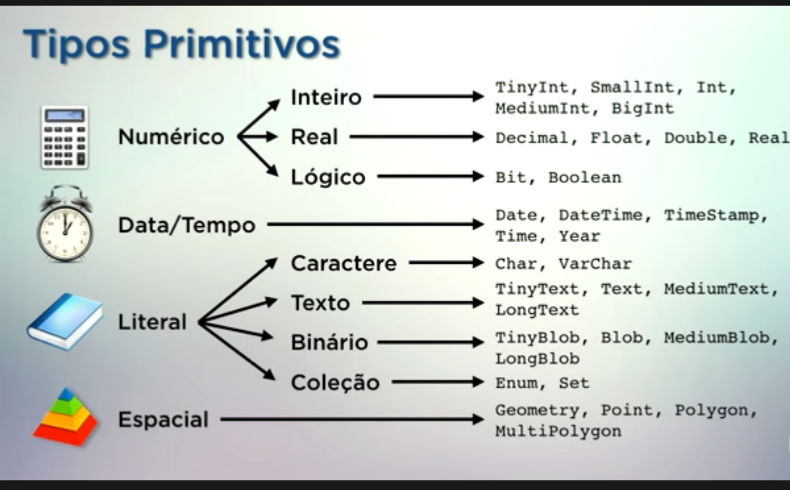 Tipos Primitivos
Numérico
Inteiro
TinyInt, SmallInt, Int,
MediumInt, BigInt
Real
Decimal, Float, Double, Real
Lógico
Bit, Boolean
Data/Tempo
Date, DateTime, TimeStamp,
Time, Year
Literal
Caractere
Char, VarChar
Texto
TinyText, Text, MediumText,
LongText
Binário
TinyBlob, Blob, MediumBlob,
LongBlob
Coleção
Enum, Set
Espacial
Geometry, Point, Polygon,
MultiPolygon